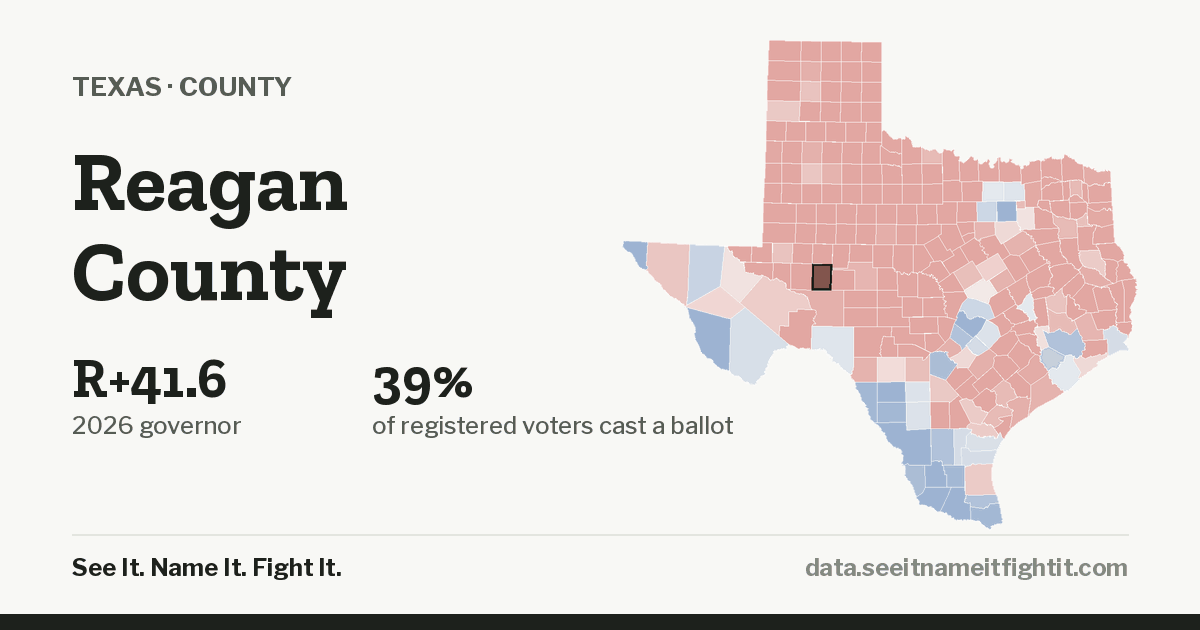 TEXAS · COUNTY
Reagan
County
R+41.6
2026 governor
39%
of registered voters cast a ballot
See It. Name It. Fight It.
data.seeitnameitfightit.com